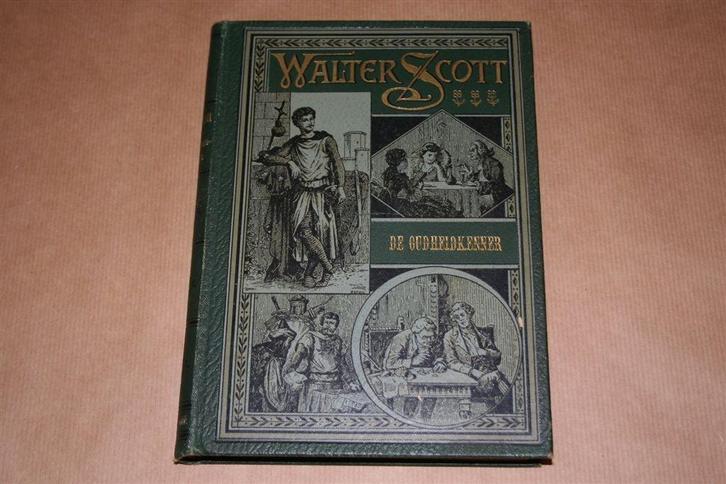 WALTER SCOTT
DE OUDHEIDKENNER